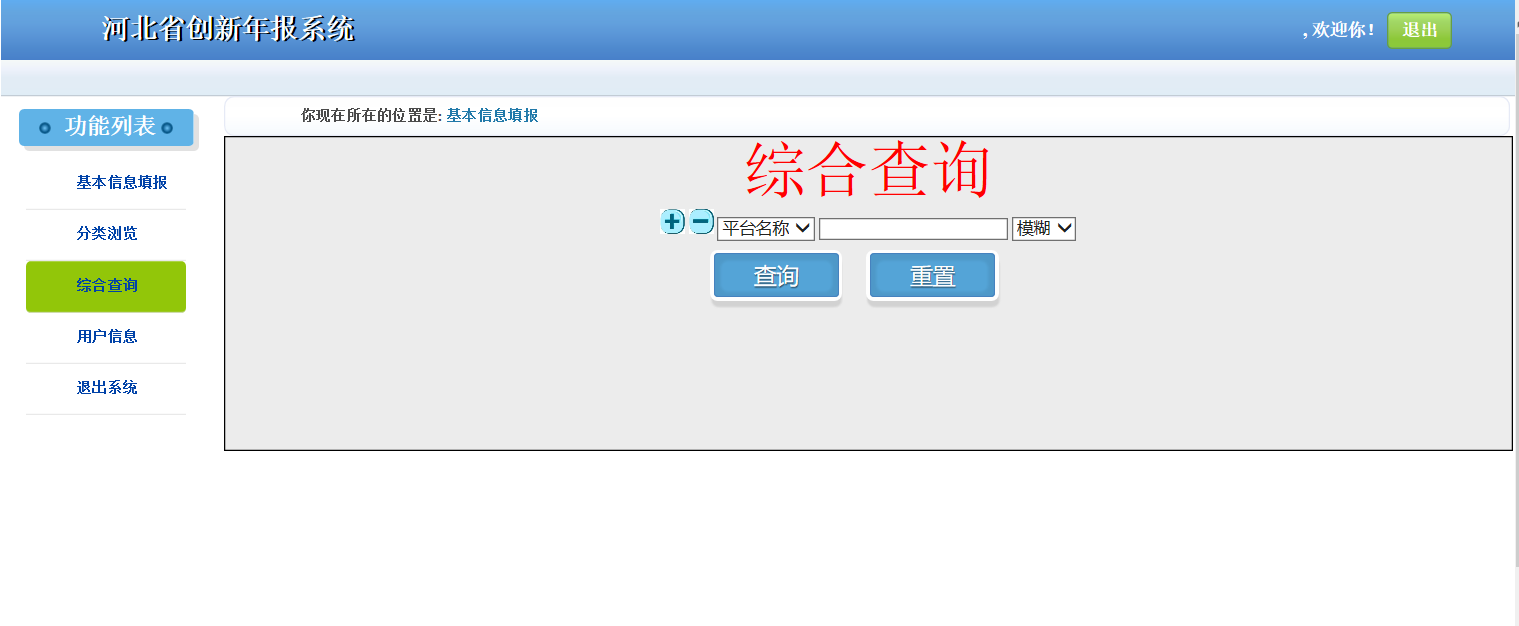 河北省创新年报系统
, 欢迎你! 退出
功能列表
你现在所在的位置是: 基本信息填报
基本信息填报
分类浏览
综合查询
用户信息
退出系统
综合查询
平台名称 模糊
查询 重置